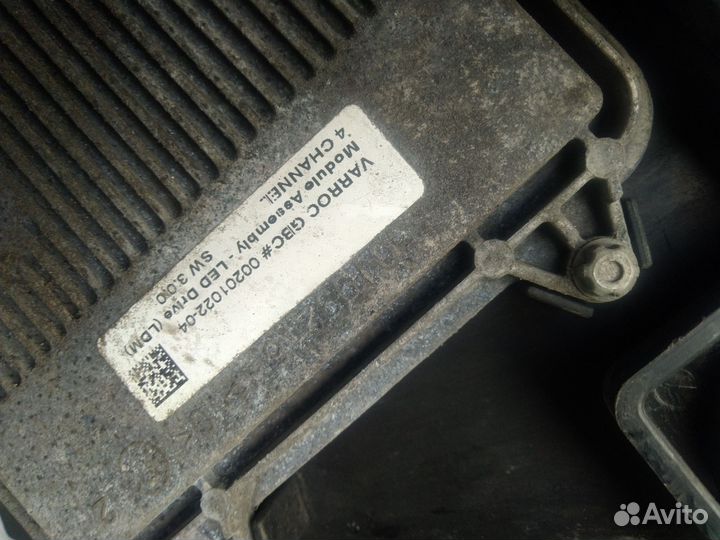 VARROC GBC# 00201022-04
Module Assembly - LED Drive (LDM)
4 CHANNEL
SW 3.00
Avito